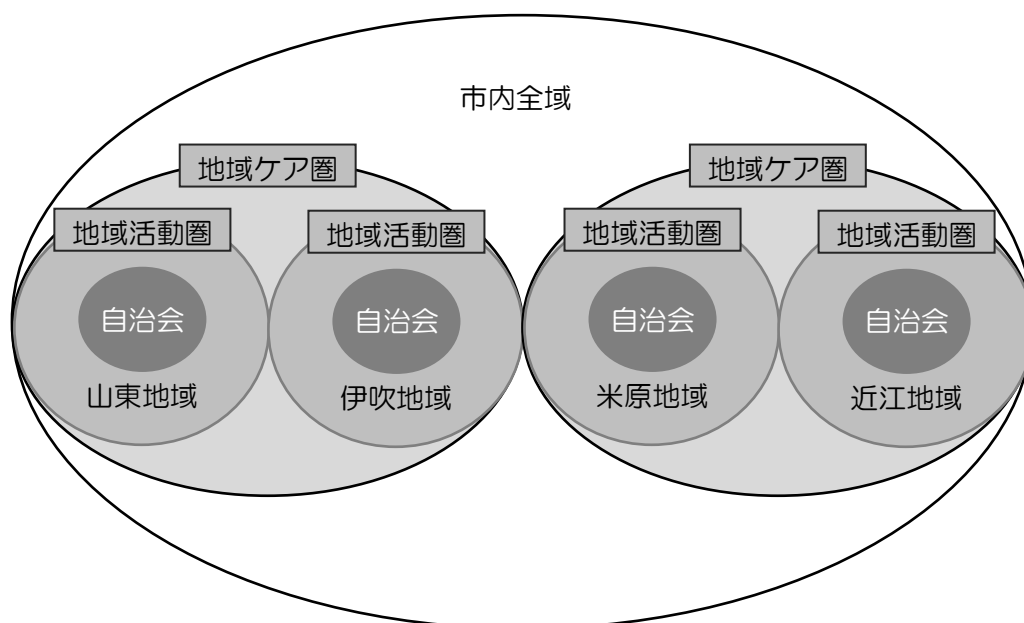 市内全域
地域ケア圏
地域ケア圏
地域活動圏
地域活動圏
地域活動圏
地域活動圏
自治会
自治会
自治会
自治会
山東地域
伊吹地域
米原地域
近江地域